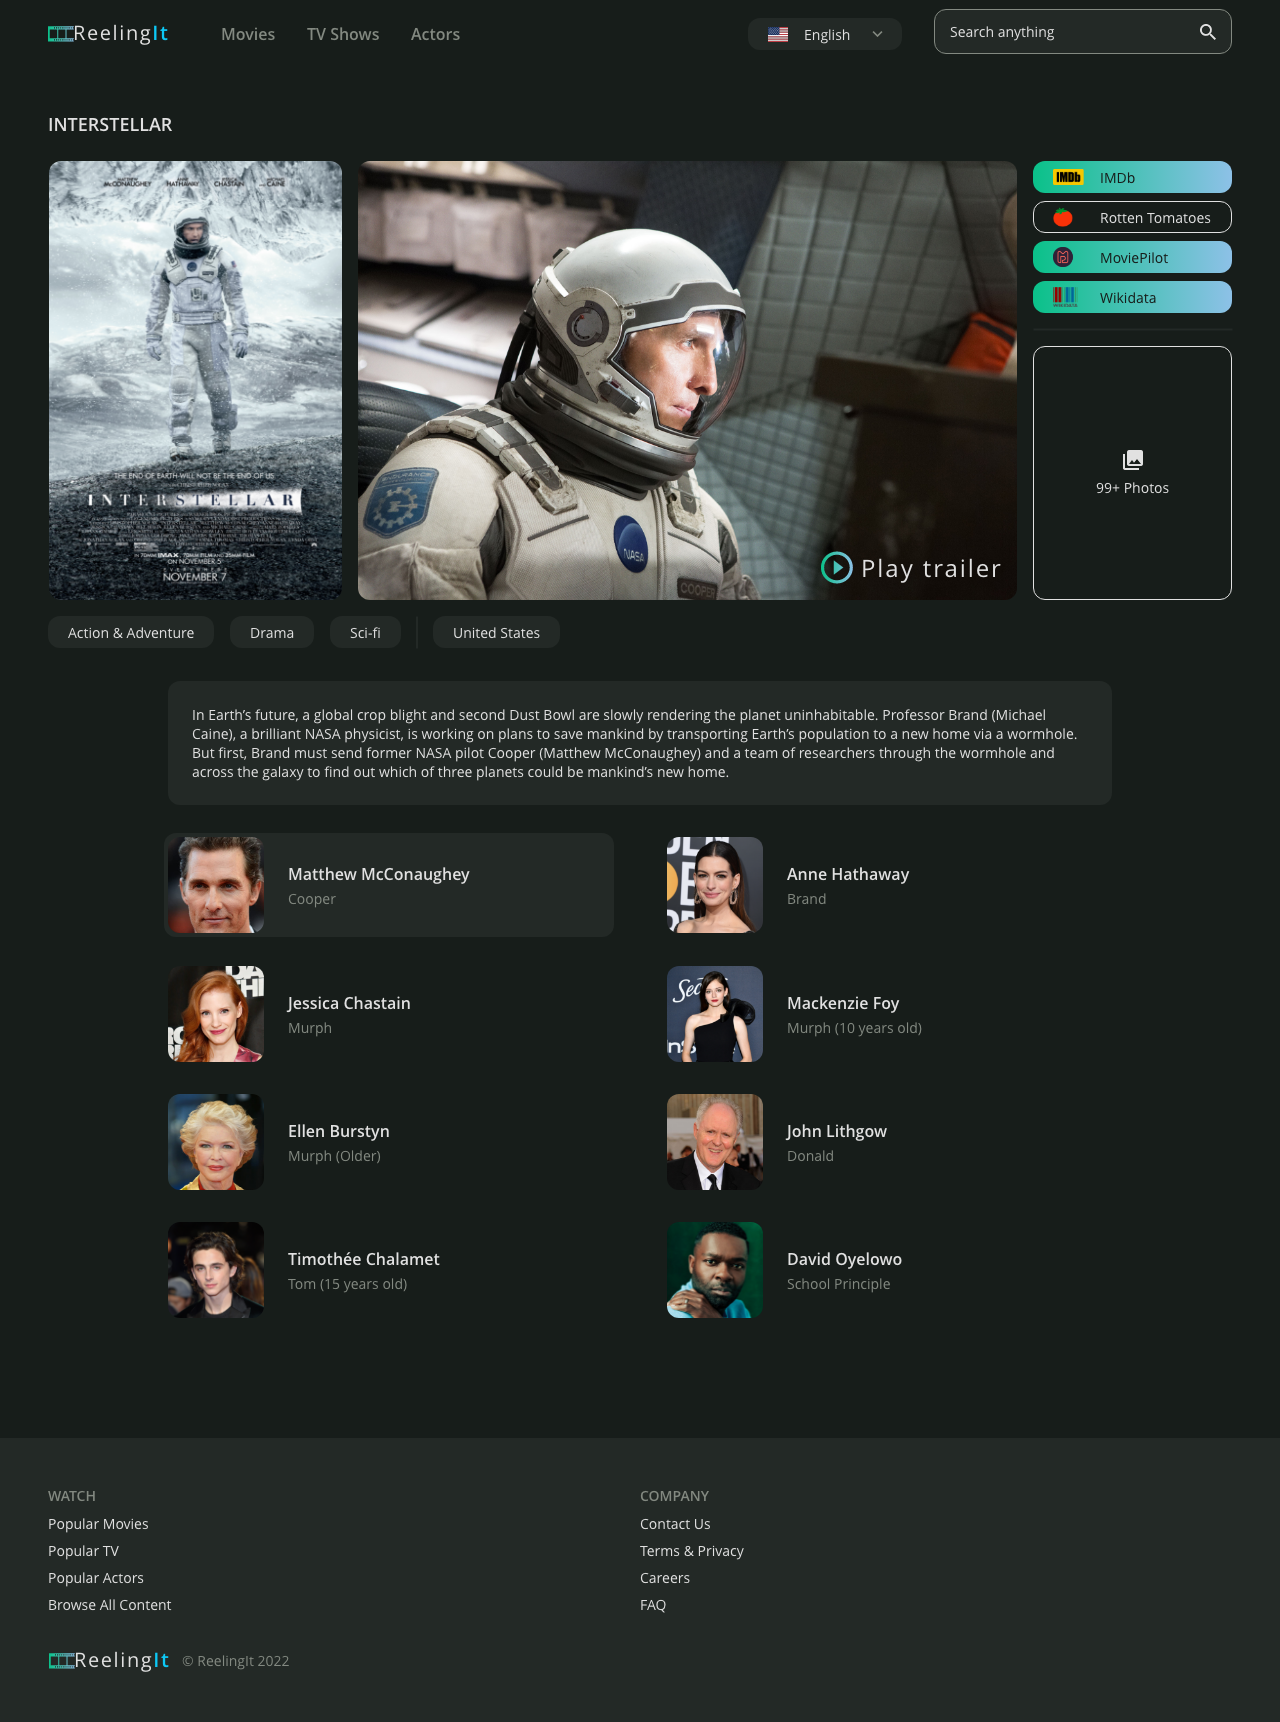 ReelingIt
Movies
TV Shows
Actors
English
Search anything
INTERSTELLAR
McCONAUGHEY
HATHAWAY
CHASTAIN
CAINE
THE END OF EARTH WILL NOT BE THE END OF US
INTERSTELLAR
ON NOVEMBER 5
EVERYWHERE
NOVEMBER 7
NASA
COOPER
Play trailer
IMDb
IMDb
Rotten Tomatoes
MoviePilot
Wikidata
99+ Photos
Action & Adventure
Drama
Sci-fi
United States
In Earth’s future, a global crop blight and second Dust Bowl are slowly rendering the planet uninhabitable. Professor Brand (Michael
Caine), a brilliant NASA physicist, is working on plans to save mankind by transporting Earth’s population to a new home via a wormhole.
But first, Brand must send former NASA pilot Cooper (Matthew McConaughey) and a team of researchers through the wormhole and
across the galaxy to find out which of three planets could be mankind’s new home.
Matthew McConaughey
Cooper
Anne Hathaway
Brand
Jessica Chastain
Murph
Mackenzie Foy
Murph (10 years old)
Ellen Burstyn
Murph (Older)
John Lithgow
Donald
Timothée Chalamet
Tom (15 years old)
David Oyelowo
School Principle
WATCH
Popular Movies
Popular TV
Popular Actors
Browse All Content
COMPANY
Contact Us
Terms & Privacy
Careers
FAQ
ReelingIt
© ReelingIt 2022